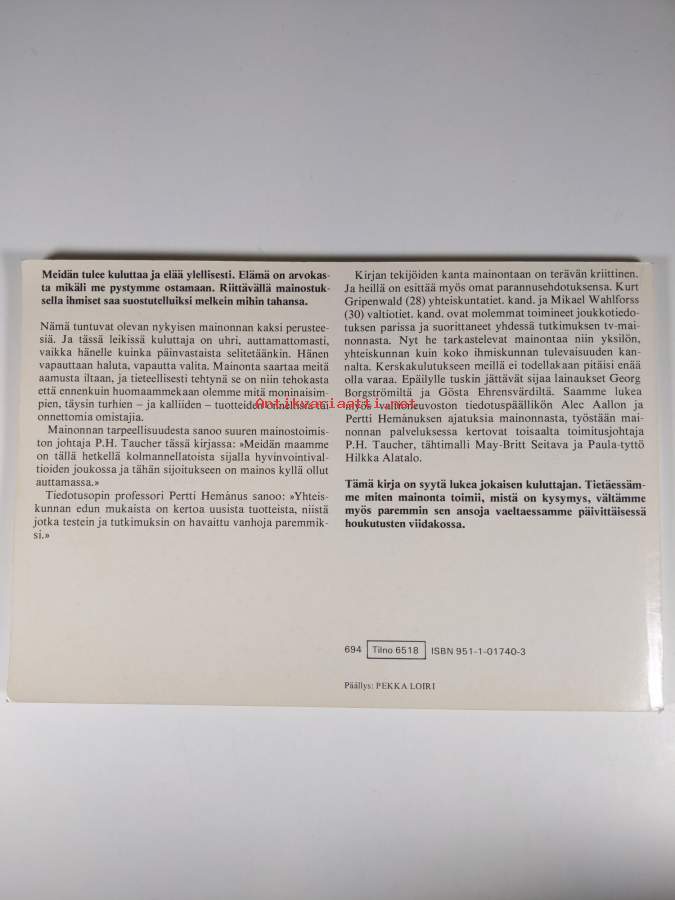 Meidän tulee kuluttaa ja elää ylellisesti. Elämä on arvokas-
ta mikäli me pystymme ostamaan. Riittävällä mainostuk-
sella ihmiset saa suostutelluiksi melkein mihin tahansa.
Nämä tuntuvat olevan nykyisen mainonnan kaksi perustee-
siä. Ja tässä leikissä kuluttaja on uhri, auttamattomasti,
vaikka hänelle kuinka päinvastaista selitetäänkin. Hänen
vapauttaan haluta, vapautta valita. Mainonta saartaa meitä
aamusta iltaan, ja tieteellisesti tehtynä se on niin tehokasta
että ennenkuin huomaammekaan olemme mitä moninaisim-
pien, täysin turhien – ja kalliiden – tuotteiden onnellisia tai
onnettomia omistajia.
Mainonnan tarpeellisuudesta sanoo suuren mainostoimis-
ton johtaja P.H. Taucher tässä kirjassa: »Meidän maamme
on tällä hetkellä kolmannellatoista sijalla hyvinvointival-
tioiden joukossa ja tähän sijoitukseen on mainos kyllä ollut
auttamassa.»
Tiedotusopin professori Pertti Hemánus sanoo: »Yhteis-
kunnan edun mukaista on kertoa uusista tuotteista, niistä
jotka testein ja tutkimuksin on havaittu vanhoja paremmik-
si.»
Kirjan tekijöiden kanta mainontaan on terävän kriittinen.
Ja heillä on esittää myös omat parannusehdotuksensa. Kurt
Gripenwald (28) yhteiskuntatiet. kand. ja Mikael Wahlforss
(30) valtiotiet. kand. ovat molemmat toimineet joukkotiedo-
tuksen parissa ja suorittaneet yhdessä tutkimuksen tv-mai-
nonnasta. Nyt he tarkastelevat mainontaa niin yksilön,
yhteiskunnan kuin koko ihmiskunnan tulevaisuuden kan-
nalta. Kerskakulutukseen meillä ei todellakaan pitäisi enää
olla varaa. Epäilylle tuskin jättävät sijaa lainaukset Georg
Borgströmiltä ja Gösta Ehrensvärdiltä. Saamme lukea
myös valtioneuvoston tiedotuspäällikön Alec Aallon ja
Pertti Hemánuksen ajatuksia mainonnasta, työstään mai-
nonnan palveluksessa kertovat toisaalta toimitusjohtaja
P.H. Taucher, tähtimalli May-Britt Seitava ja Paula-tyttö
Hilkka Alatalo.
Tämä kirja on syytä lukea jokaisen kuluttajan. Tietäessäm-
me miten mainonta toimii, mistä on kysymys, vältämme
myös paremmin sen ansoja vaeltaessamme päivittäisessä
houkutusten viidakossa.
694 Tilno 6518 ISBN 951-1-01740-3
Päällys: PEKKA LOIRI
Antikvariaatti.net